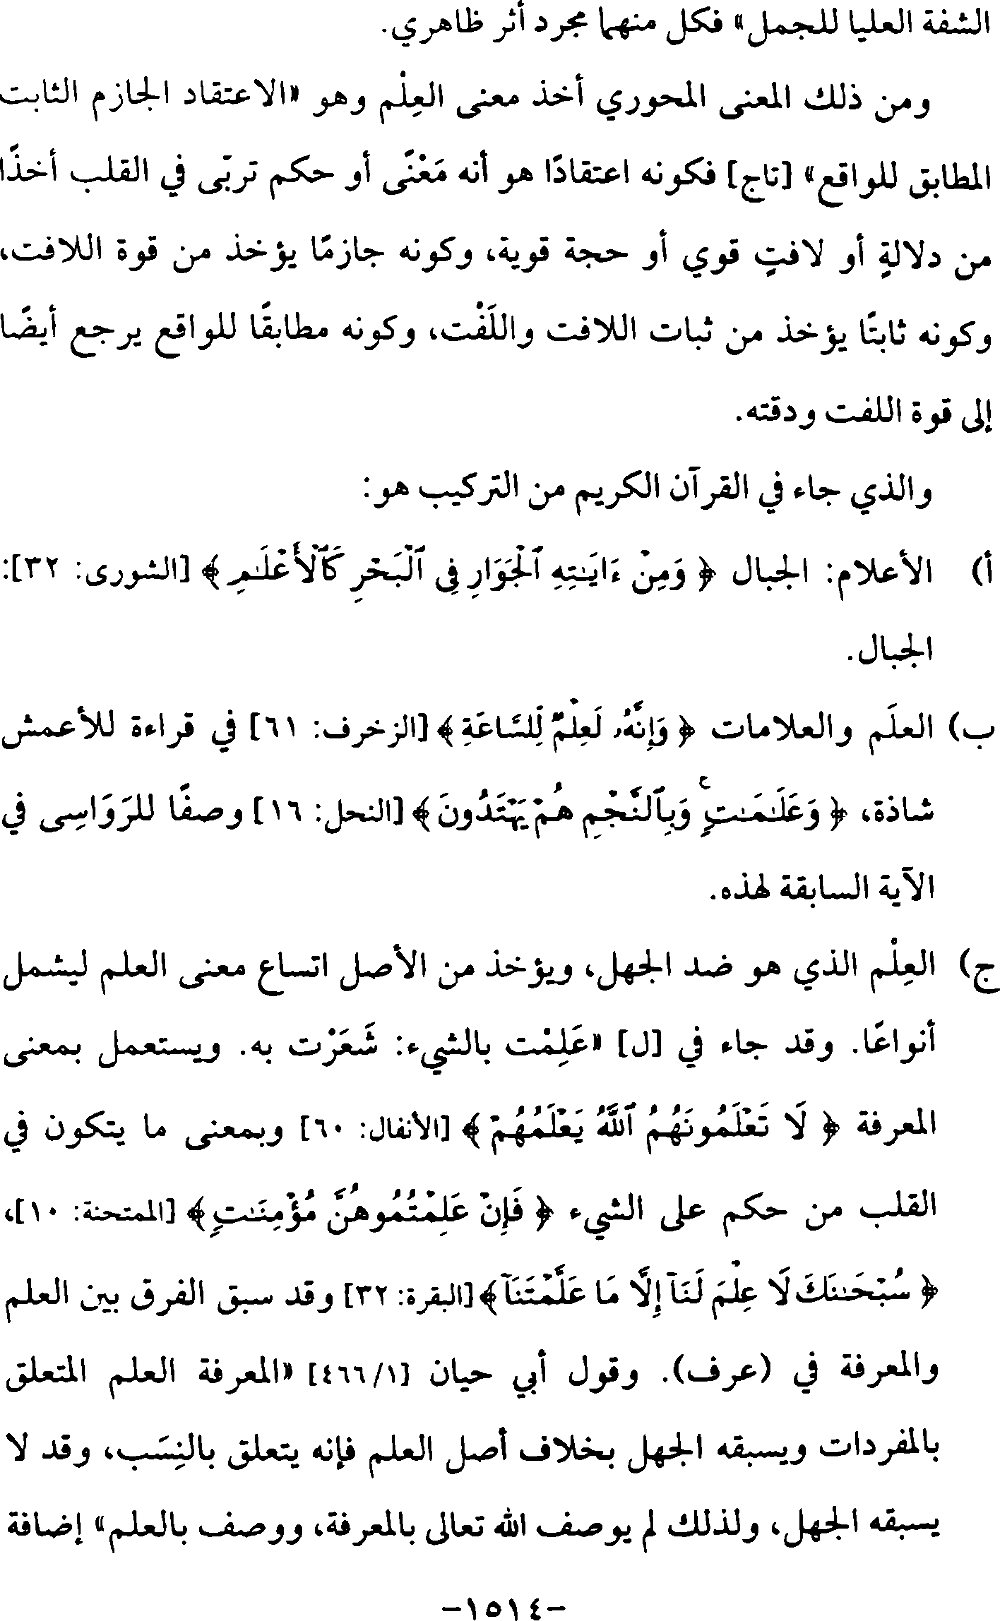 الشفة العليا للجمل» فكل منهما مجرد أثر ظاهري.
ومن ذلك المعنى المحوري أخذ معنى العِلْم وهو «الاعتقاد الجازم الثابت
المطابق للواقع» [تاج] فكونه اعتقادًا هو أنه مَعْنًى أو حكم تربّى في القلب أخذًا
من دلالةٍ أو لافتٍ قوي أو حجة قوية، وكونه جازمًا يؤخذ من قوة اللافت،
وكونه ثابتًا يؤخذ من ثبات اللافت واللَفْت، وكونه مطابقًا للواقع يرجع أيضًا
إلى قوة اللفت ودقته.
والذي جاء في القرآن الكريم من التركيب هو:
أ) الأعلام: الجبال ﴿ وَمِنْ ءَايَـٰتِهِ ٱلْجَوَارِ فِى ٱلْبَحْرِ كَٱلْأَعْلَـٰمِ ﴾ [الشورى: ٣٢]:
الجبال.
ب) العلَم والعلامات ﴿ وَإِنَّهُۥ لَعِلْمٌ لِّلسَّاعَةِ ﴾ [الزخرف: ٦١] في قراءة للأعمش
شاذة، ﴿ وَعَلَـٰمَـٰتٍ ۚ وَبِٱلنَّجْمِ هُمْ يَهْتَدُونَ ﴾ [النحل: ١٦] وصفًا للرَوَاسِى في
الآية السابقة لهذه.
ج) العِلْم الذي هو ضد الجهل، ويؤخذ من الأصل اتساع معنى العلم ليشمل
أنواعًا. وقد جاء في [ل] «عَلِمْت بالشيء: شَعَرْت به. ويستعمل بمعنى
المعرفة ﴿ لَا تَعْلَمُونَهُمُ ٱللَّهُ يَعْلَمُهُمْ ﴾ [الأنفال: ٦٠] وبمعنى ما يتكون في
القلب من حكم على الشيء ﴿ فَإِنْ عَلِمْتُمُوهُنَّ مُؤْمِنَـٰتٍ ﴾ [الممتحنة: ١٠]،
﴿ سُبْحَـٰنَكَ لَا عِلْمَ لَنَآ إِلَّا مَا عَلَّمْتَنَآ ﴾ [البقرة: ٣٢] وقد سبق الفرق بين العلم
والمعرفة في (عرف). وقول أبي حيان [١/ ٤٦٦] «المعرفة العلم المتعلق
بالمفردات ويسبقه الجهل بخلاف أصل العلم فإنه يتعلق بالنِسَب، وقد لا
يسبقه الجهل، ولذلك لم يوصف الله تعالى بالمعرفة، ووصف بالعلم» إضافة
-١٥١٤-